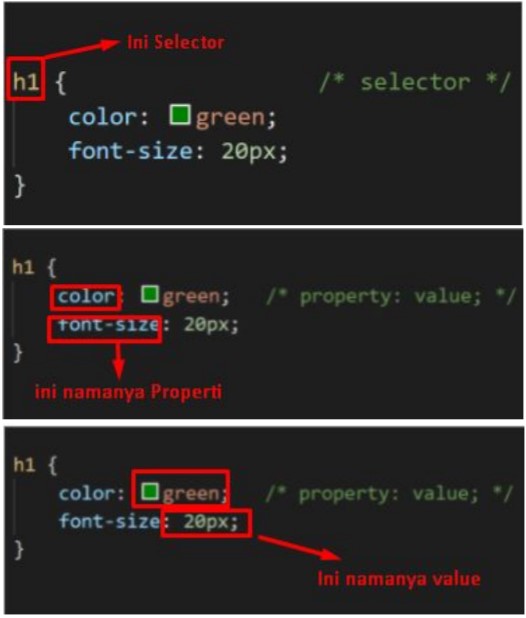 Ini Selector
h1 { /* selector */
color: green;
font-size: 20px;
}
h1 {
color: green; /* property: value; */
font-size: 20px;
}
ini namanya Properti
h1 {
color: green; /* property: value; */
font-size: 20px;
}
Ini namanya value